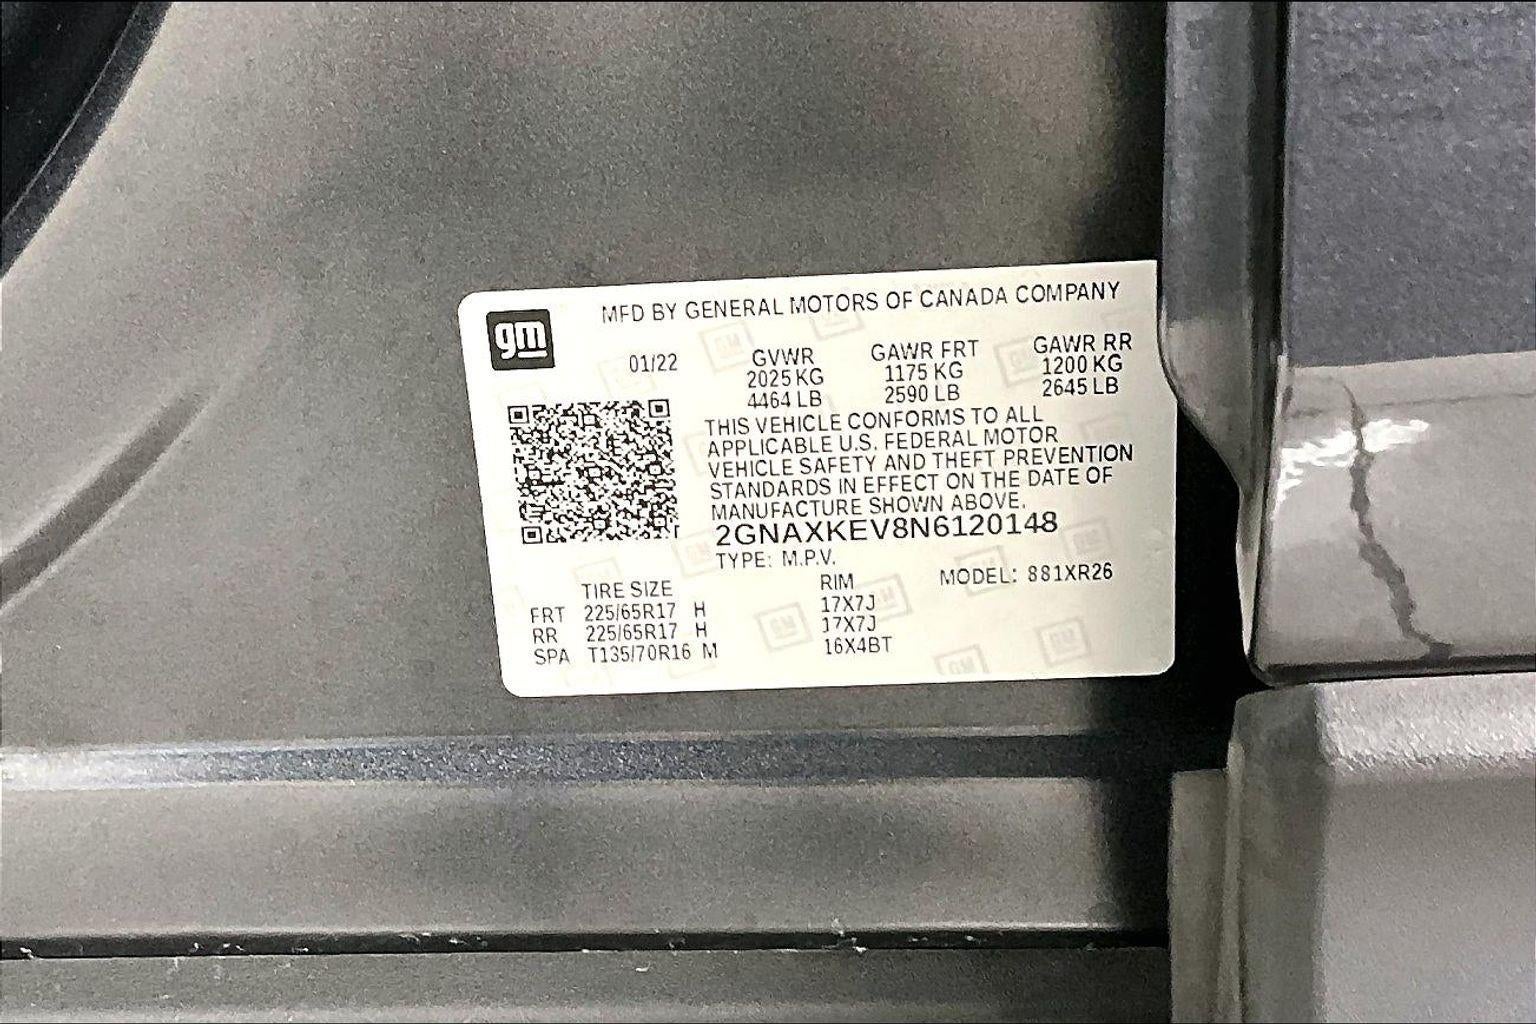 gm
MFD BY GENERAL MOTORS OF CANADA COMPANY
01/22 GVWR GAWR FRT GAWR RR
2025 KG 1175 KG 1200 KG
4464 LB 2590 LB 2645 LB
THIS VEHICLE CONFORMS TO ALL
APPLICABLE U.S. FEDERAL MOTOR
VEHICLE SAFETY AND THEFT PREVENTION
STANDARDS IN EFFECT ON THE DATE OF
MANUFACTURE SHOWN ABOVE.
2GNAXKEV8N6120148
TYPE: M.P.V.
TIRE SIZE RIM MODEL: 881XR26
FRT 225/65R17 H 17X7J
RR 225/65R17 H 17X7J
SPA T135/70R16 M 16X4BT